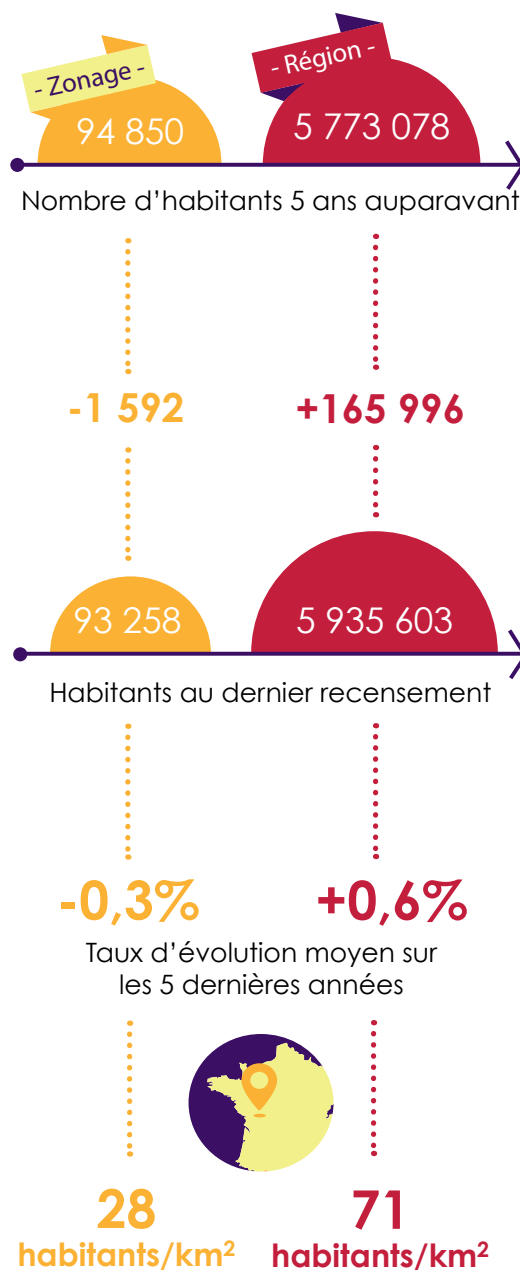 - Zonage -
- Région -
94 850
5 773 078
Nombre d'habitants 5 ans auparavant
-1 592
+165 996
93 258
5 935 603
Habitants au dernier recensement
-0,3%
+0,6%
Taux d'évolution moyen sur
les 5 dernières années
28
habitants/km²
71
habitants/km²